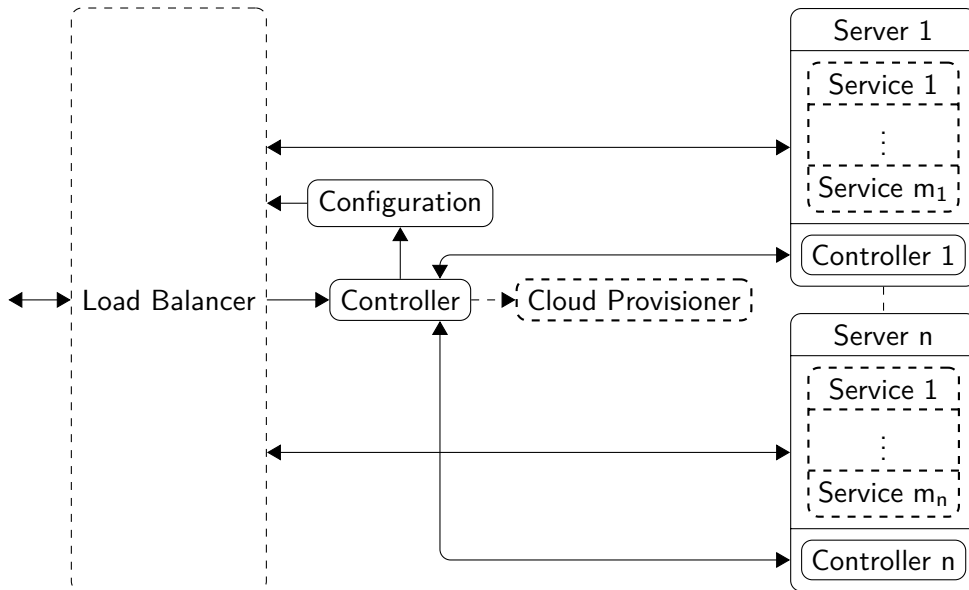 Server 1
Service 1
⋮
Service m₁
Configuration
Controller 1
Load Balancer
Controller
Cloud Provisioner
Server n
Service 1
⋮
Service mₙ
Controller n